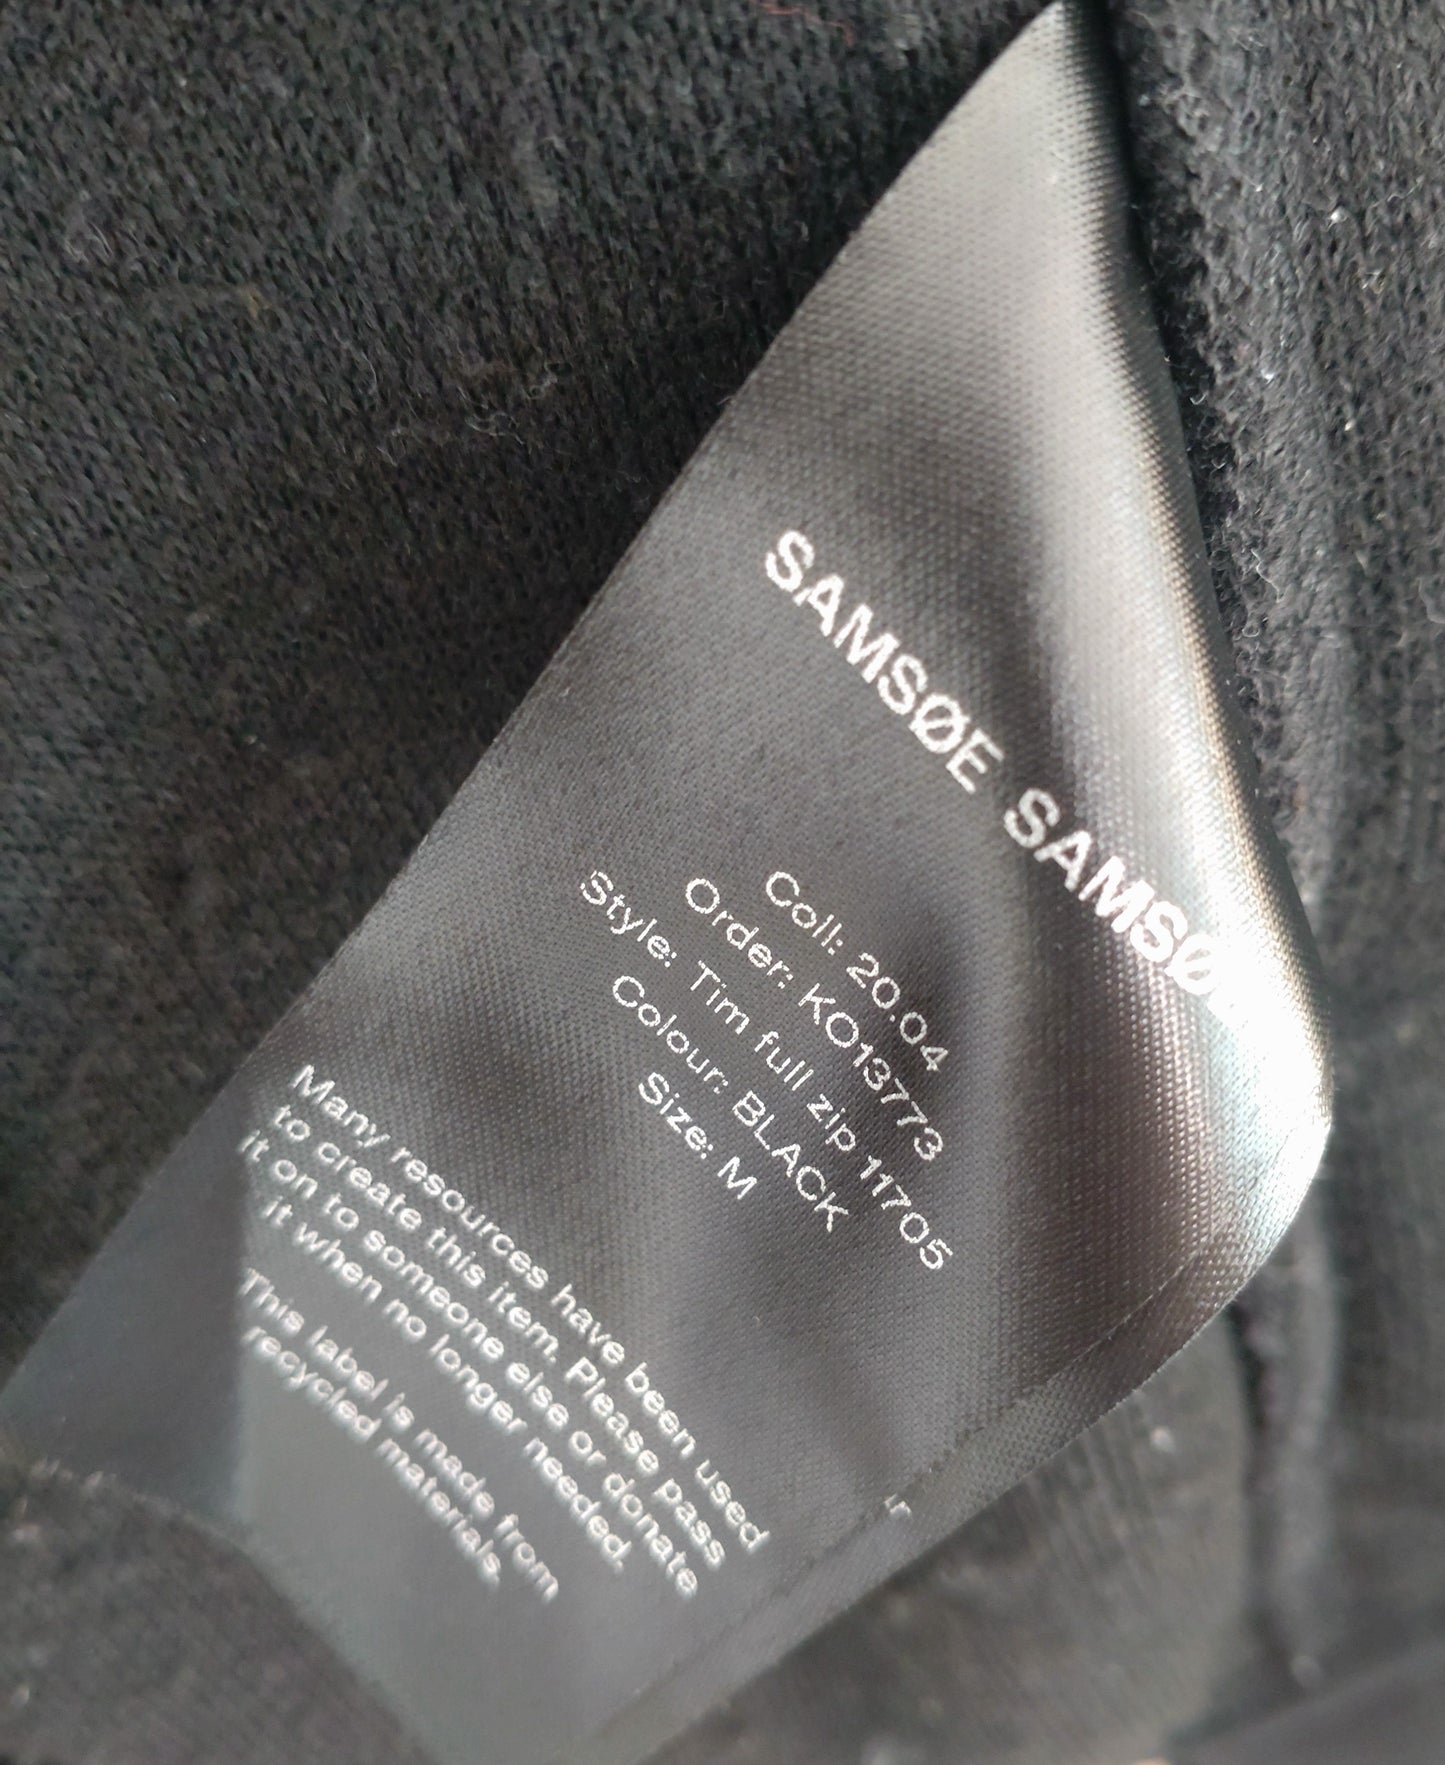 SAMSØE SAMSØE
Coll: 20.04
Order: KO13773
Style: Tim full zip 11705
Colour: BLACK
Size: M
Many resources have been used
to create this item. Please pass
it on to someone else or donate
it when no longer needed.
This label is made from
recycled materials.